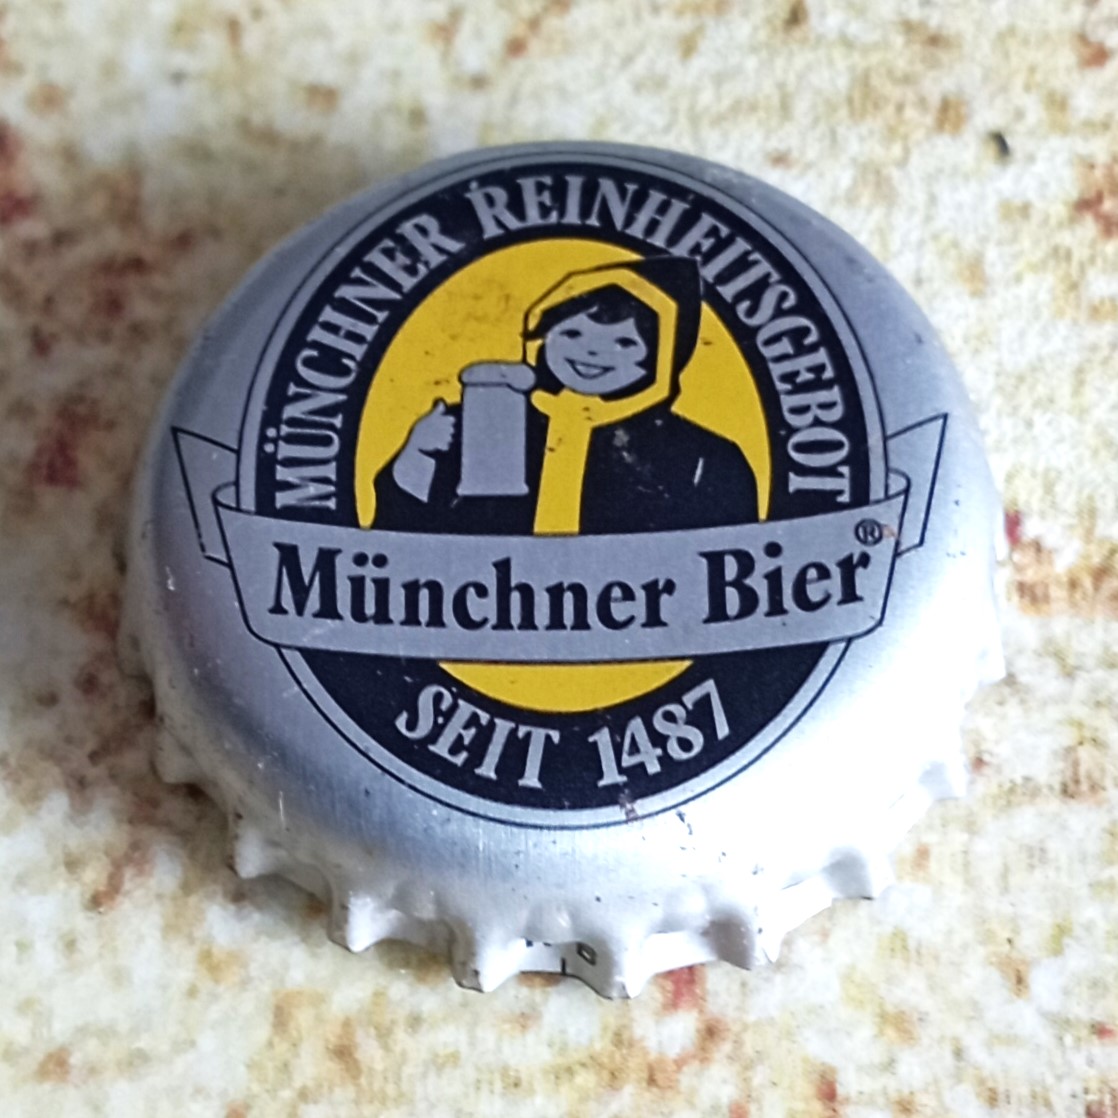 MÜNCHNER REINHEITSGEBOT
Münchner Bier®
SEIT 1487